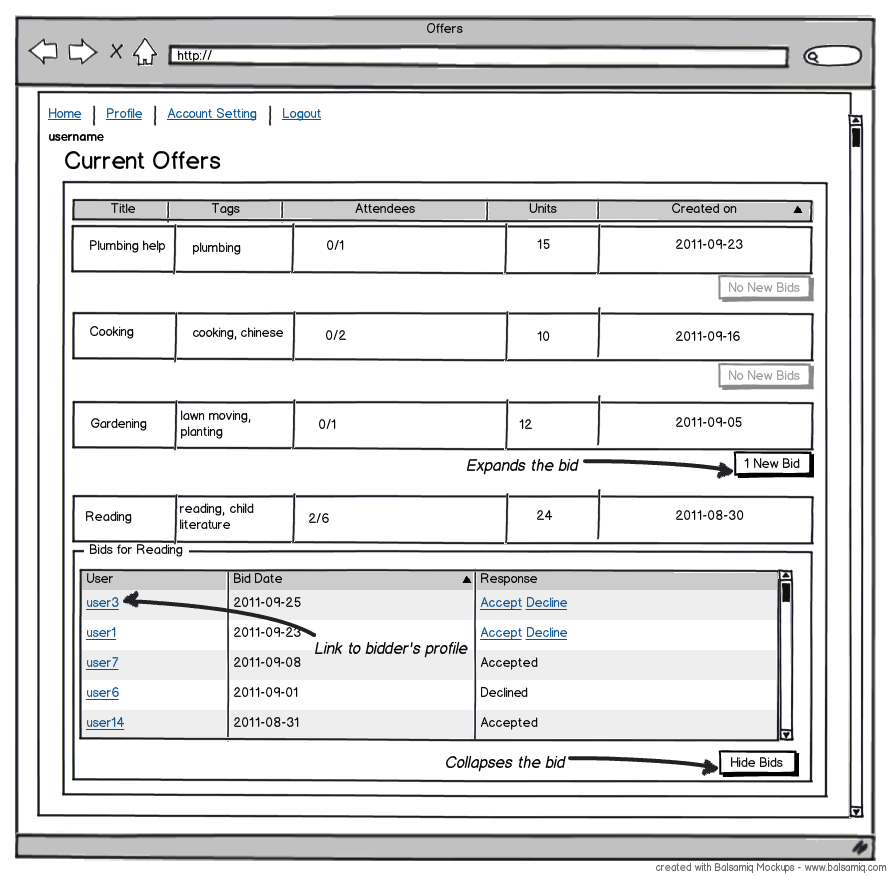 Offers
http://
Home Profile Account Setting Logout
username
Current Offers
Title Tags Attendees Units Created on
Plumbing help plumbing 0/1 15 2011-09-23
No New Bids
Cooking cooking, chinese 0/2 10 2011-09-16
No New Bids
Gardening lawn moving, planting 0/1 12 2011-09-05
Expands the bid 1 New Bid
Reading reading, child literature 2/6 24 2011-08-30
Bids for Reading
User Bid Date Response
user3 2011-09-25 Accept Decline
user1 2011-09-23 Accept Decline
Link to bidder's profile
user7 2011-09-08 Accepted
user6 2011-09-01 Declined
user14 2011-08-31 Accepted
Collapses the bid Hide Bids
created with Balsamiq Mockups - www.balsamiq.com